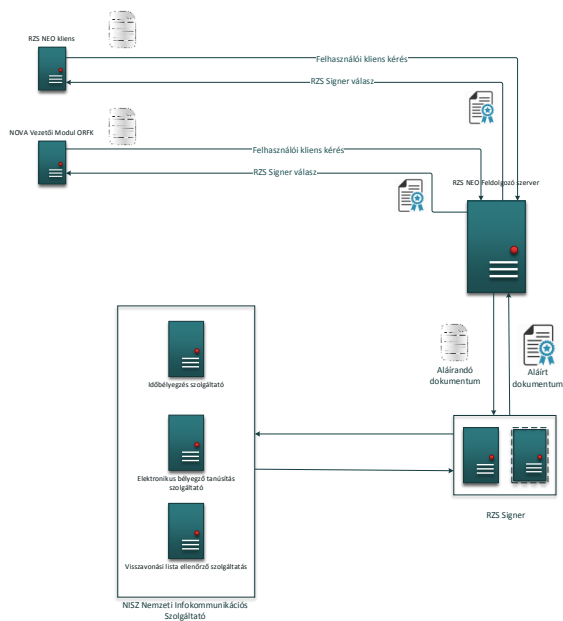 RZS NEO kliens
Felhasználói kliens kérés
RZS Signer válasz
NOVA Vezetői Modul ORFK
Felhasználói kliens kérés
RZS Signer válasz
RZS NEO Feldolgozó szerver
Aláírandó
dokumentum
Aláírt
dokumentum
Időbélyegzés szolgáltató
Elektronikus bélyegző tanúsítás
szolgáltató
Visszavonási lista ellenőrző szolgáltatás
RZS Signer
NISZ Nemzeti Infokommunikációs
Szolgáltató